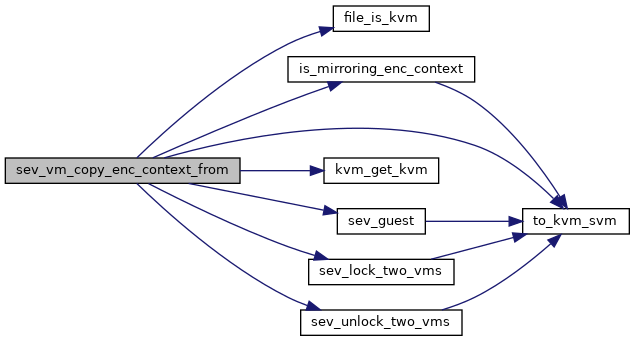 file_is_kvm
is_mirroring_enc_context
sev_vm_copy_enc_context_from
kvm_get_kvm
sev_guest
to_kvm_svm
sev_lock_two_vms
sev_unlock_two_vms